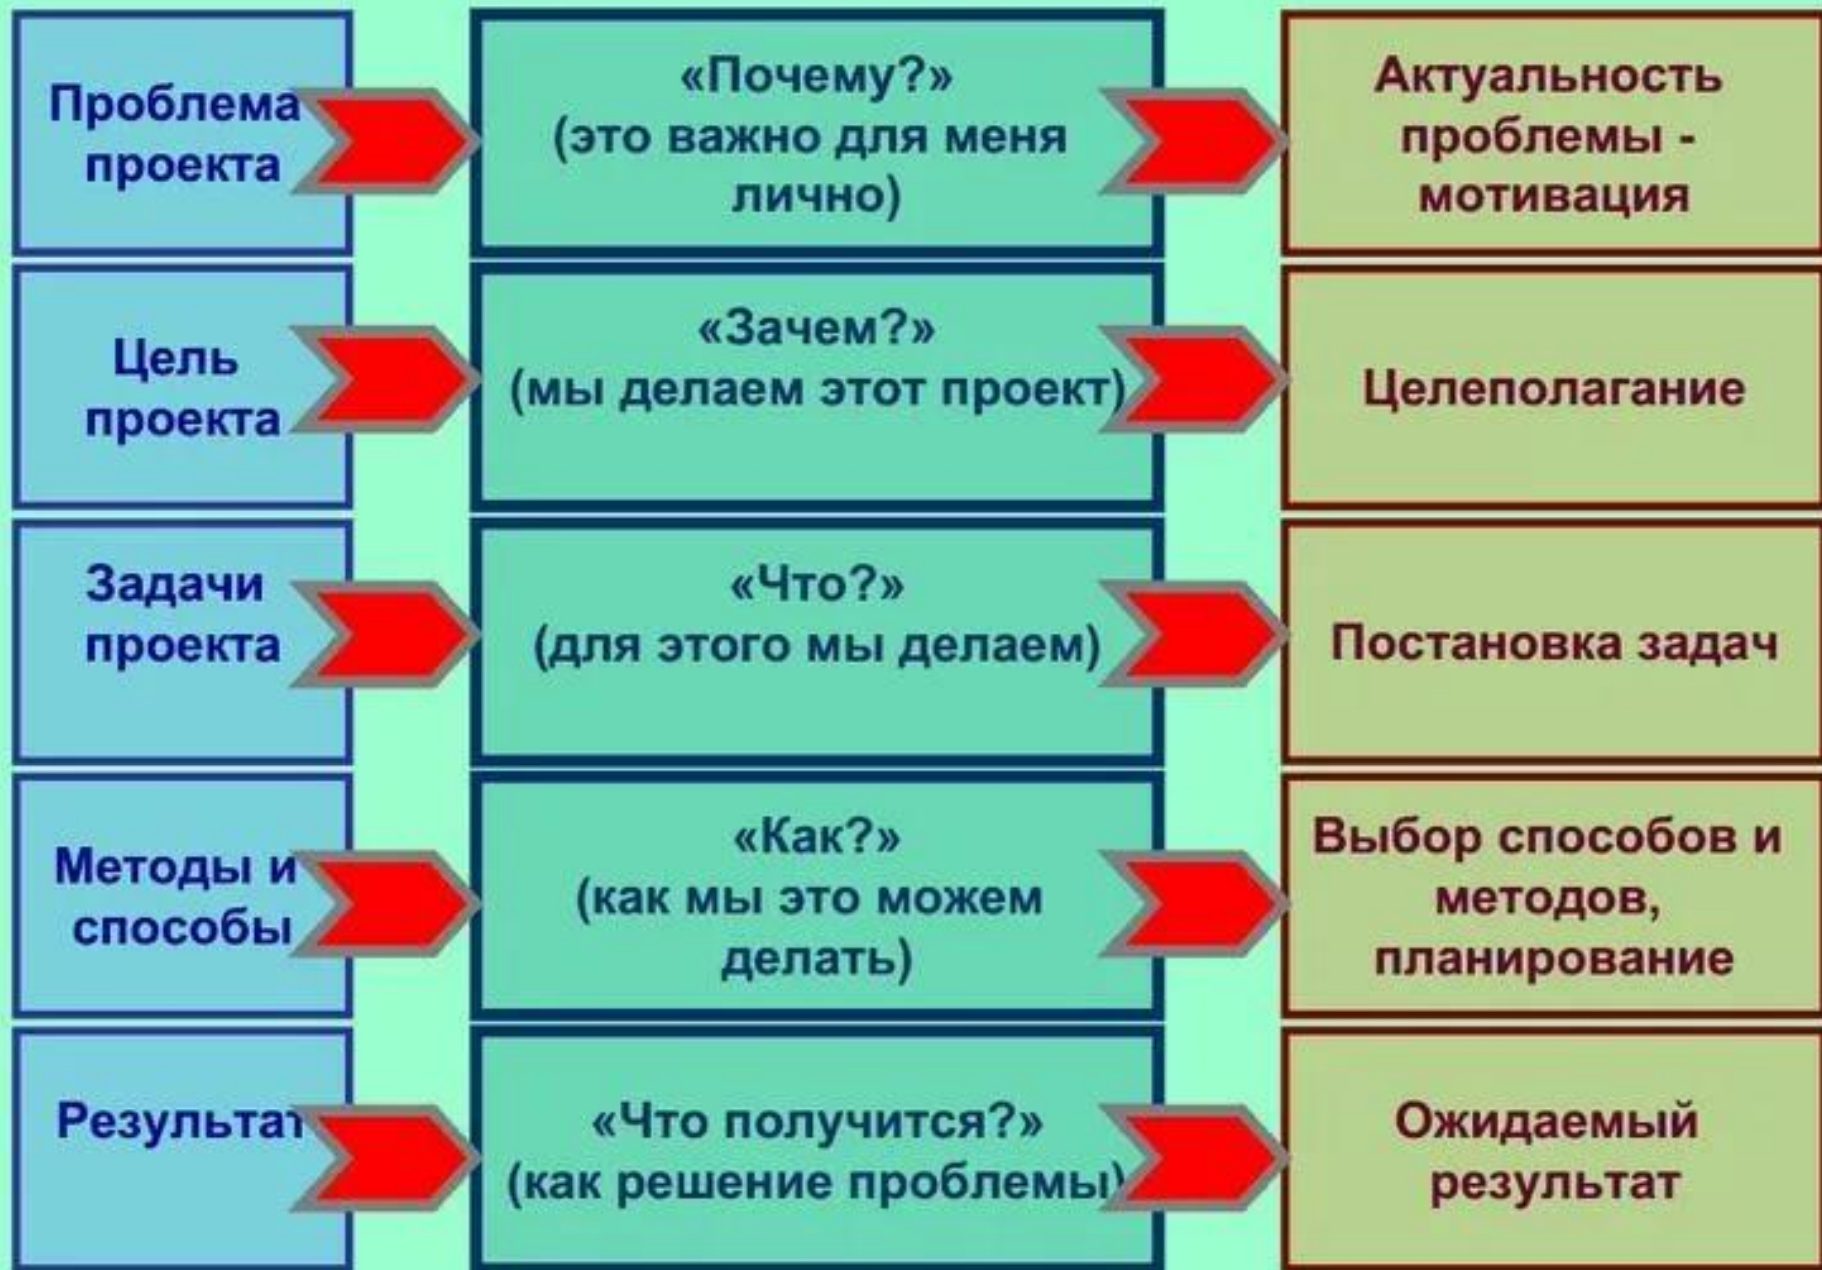 Проблема
проекта
«Почему?»
(это важно для меня
лично)
Актуальность
проблемы -
мотивация
Цель
проекта
«Зачем?»
(мы делаем этот проект)
Целеполагание
Задачи
проекта
«Что?»
(для этого мы делаем)
Постановка задач
Методы и
способы
«Как?»
(как мы это можем
делать)
Выбор способов и
методов,
планирование
Результат
«Что получится?»
(как решение проблемы)
Ожидаемый
результат